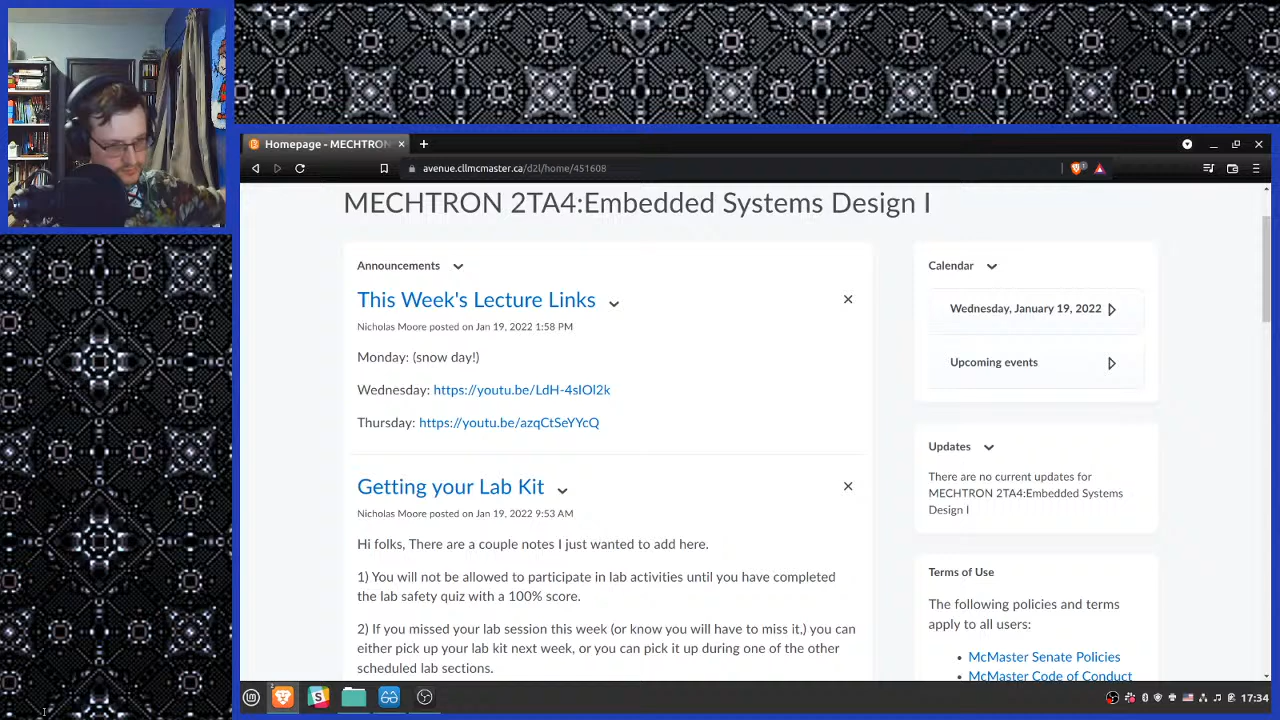 Homepage - MECHTRON
avenue.cllmcmaster.ca/d2l/home/451608
MECHTRON 2TA4:Embedded Systems Design I
Announcements
This Week's Lecture Links
Nicholas Moore posted on Jan 19, 2022 1:58 PM
Monday: (snow day!)
Wednesday: https://youtu.be/LdH-4sIOl2k
Thursday: https://youtu.be/azqCtSeYYcQ
Getting your Lab Kit
Nicholas Moore posted on Jan 19, 2022 9:53 AM
Hi folks, There are a couple notes I just wanted to add here.
1) You will not be allowed to participate in lab activities until you have completed
the lab safety quiz with a 100% score.
2) If you missed your lab session this week (or know you will have to miss it,) you can
either pick up your lab kit next week, or you can pick it up during one of the other
scheduled lab sections.
Calendar
Wednesday, January 19, 2022
Upcoming events
Updates
There are no current updates for
MECHTRON 2TA4:Embedded Systems
Design I
Terms of Use
The following policies and terms
apply to all users:
McMaster Senate Policies
McMaster Code of Conduct
17:34